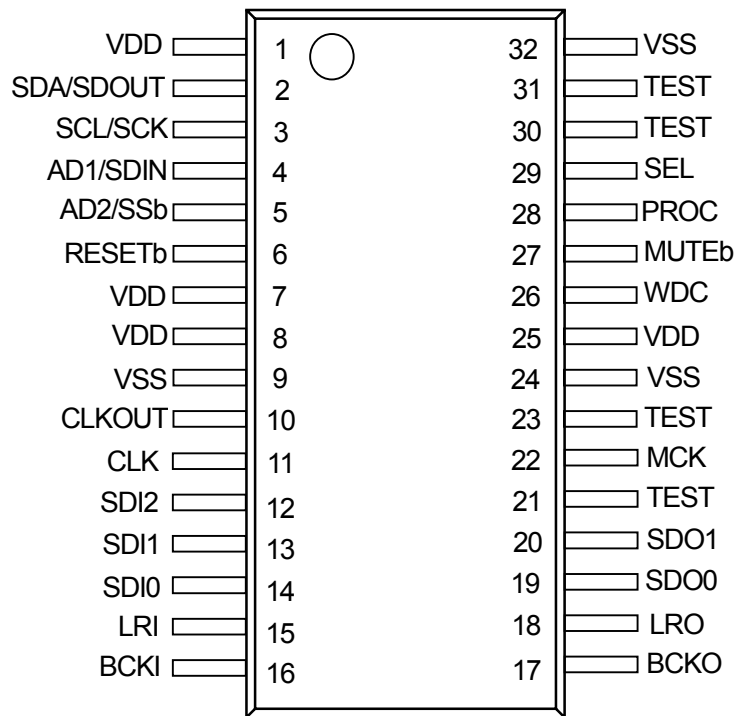 VDD 1 32 VSS
SDA/SDOUT 2 31 TEST
SCL/SCK 3 30 TEST
AD1/SDIN 4 29 SEL
AD2/SSb 5 28 PROC
RESETb 6 27 MUTEb
VDD 7 26 WDC
VDD 8 25 VDD
VSS 9 24 VSS
CLKOUT 10 23 TEST
CLK 11 22 MCK
SDI2 12 21 TEST
SDI1 13 20 SDO1
SDI0 14 19 SDO0
LRI 15 18 LRO
BCKI 16 17 BCKO